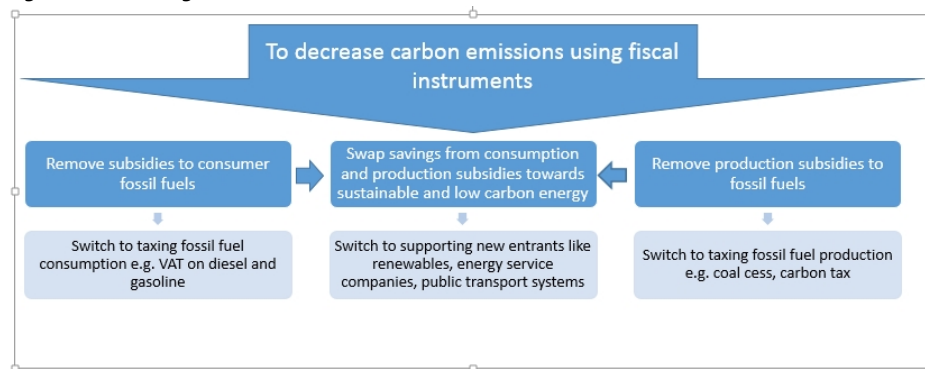 To decrease carbon emissions using fiscal
instruments
Remove subsidies to consumer
fossil fuels
Swap savings from consumption
and production subsidies towards
sustainable and low carbon energy
Remove production subsidies to
fossil fuels
Switch to taxing fossil fuel
consumption e.g. VAT on diesel and
gasoline
Switch to supporting new entrants like
renewables, energy service
companies, public transport systems
Switch to taxing fossil fuel production
e.g. coal cess, carbon tax